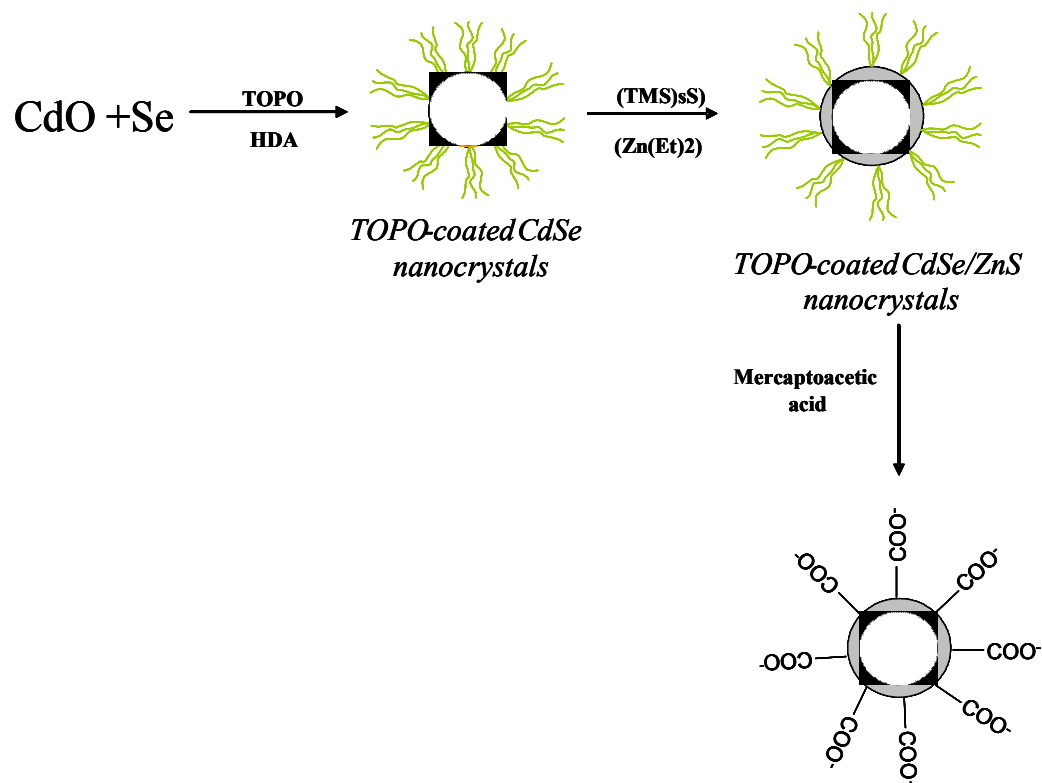 CdO +Se
TOPO
HDA
(TMS)sS)
(Zn(Et)2)
TOPO-coated CdSe
nanocrystals
TOPO-coated CdSe/ZnS
nanocrystals
Mercaptoacetic
acid
COO-
COO-
COO-
COO-
COO-
COO-
COO-
COO-